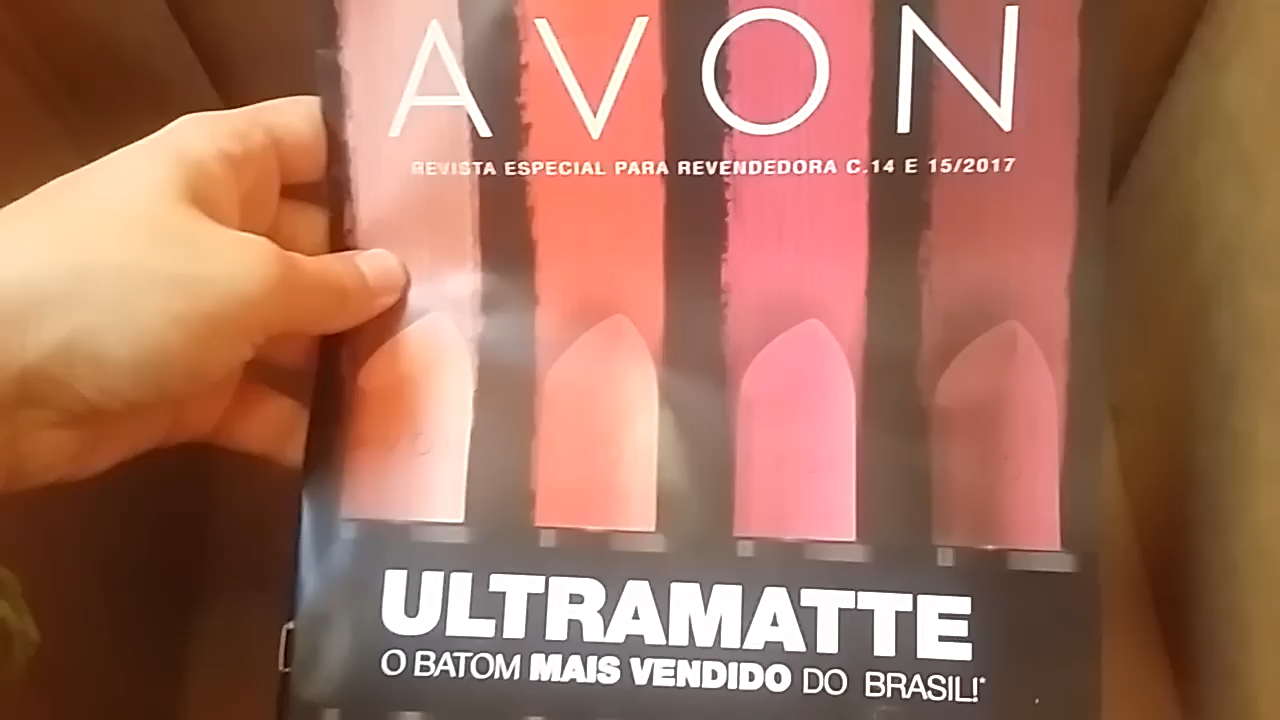 AVON
REVISTA ESPECIAL PARA REVENDEDORA C.14 E 15/2017
ULTRAMATTE
O BATOM MAIS VENDIDO DO BRASIL!*